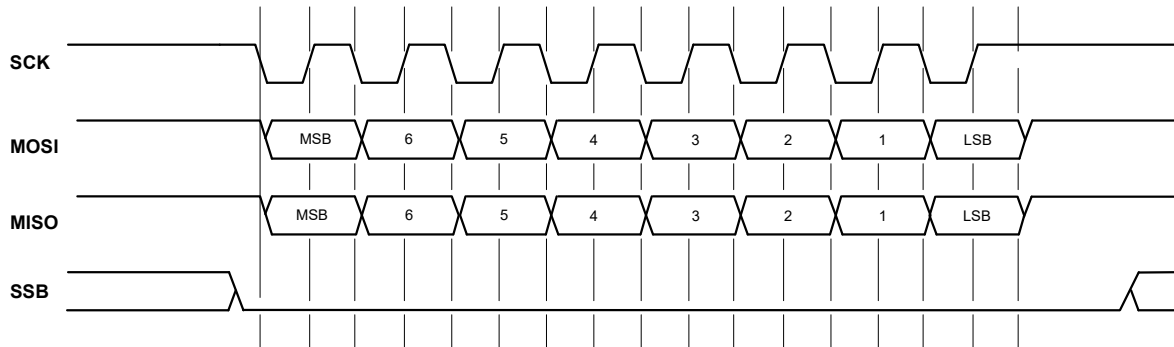 SCK
MOSI MSB 6 5 4 3 2 1 LSB
MISO MSB 6 5 4 3 2 1 LSB
SSB